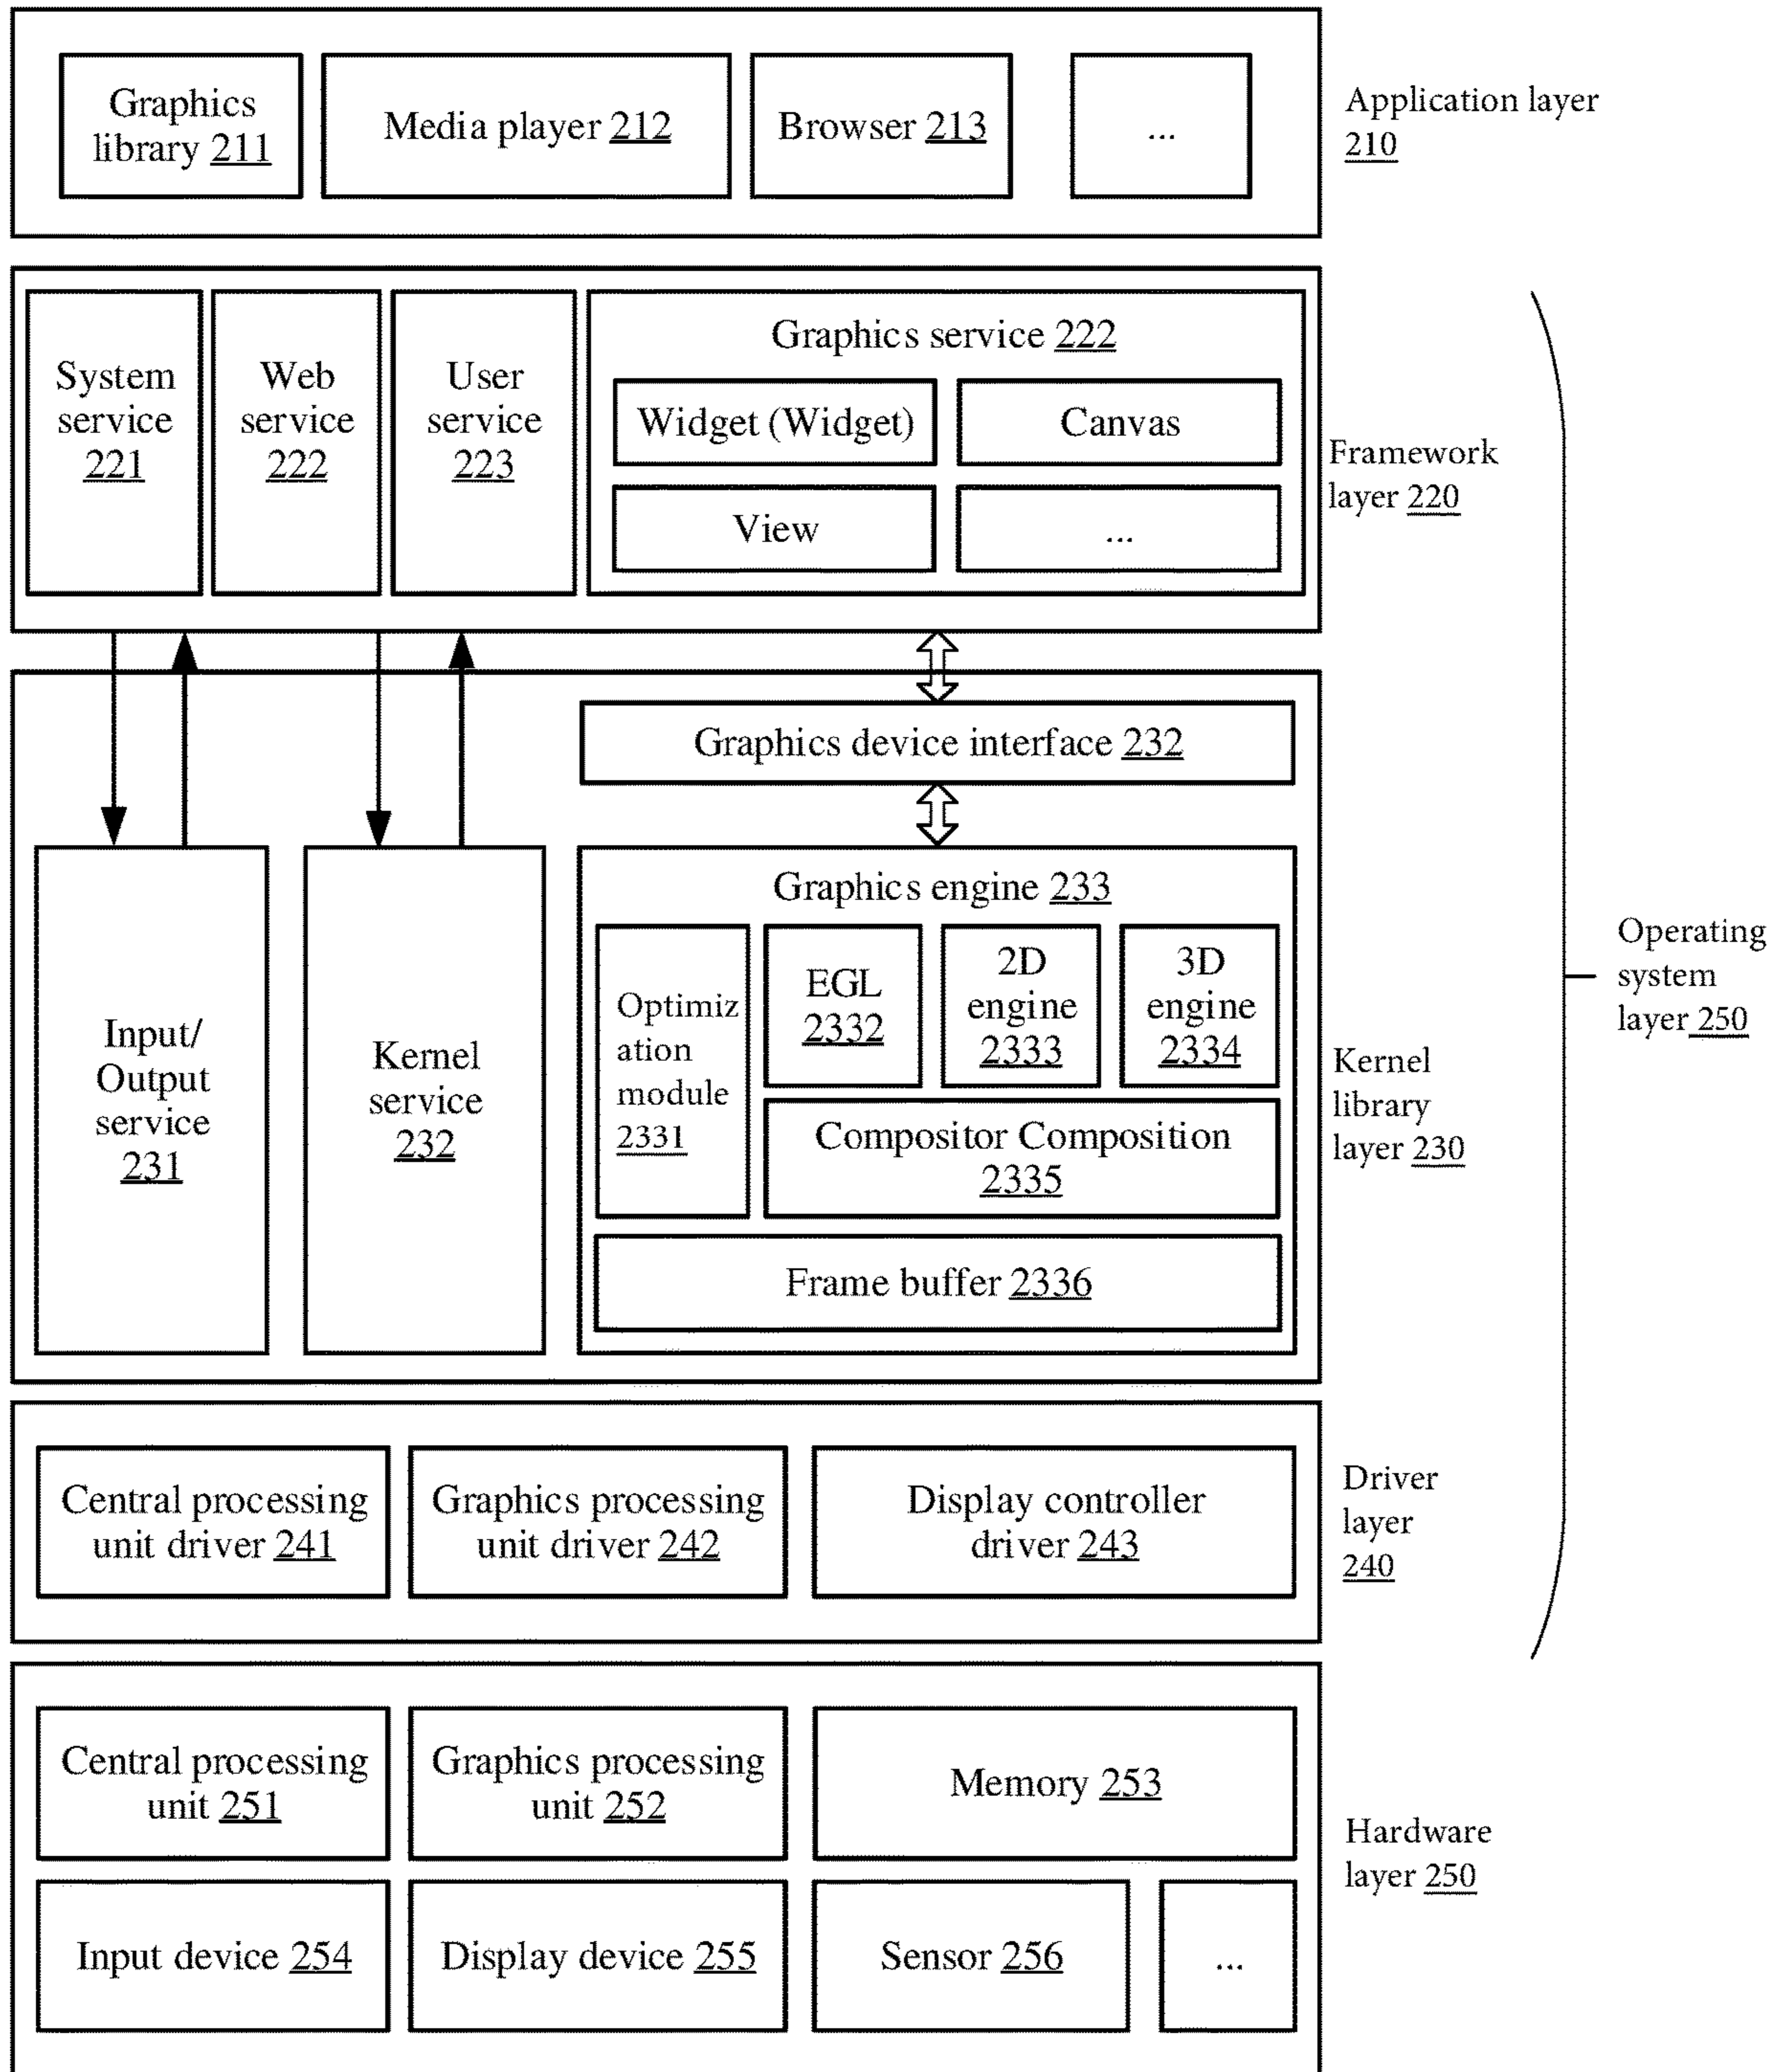 Graphics
library 211
Media player 212
Browser 213
...
Application layer
210
System
service
221
Web
service
222
User
service
223
Graphics service 222
Widget (Widget)
Canvas
View
...
Framework
layer 220
Graphics device interface 232
Input/
Output
service
231
Kernel
service
232
Graphics engine 233
Optimiz
ation
module
2331
EGL
2332
2D
engine
2333
3D
engine
2334
Compositor Composition
2335
Frame buffer 2336
Kernel
library
layer 230
Operating
system
layer 250
Central processing
unit driver 241
Graphics processing
unit driver 242
Display controller
driver 243
Driver
layer
240
Central processing
unit 251
Graphics processing
unit 252
Memory 253
Input device 254
Display device 255
Sensor 256
...
Hardware
layer 250